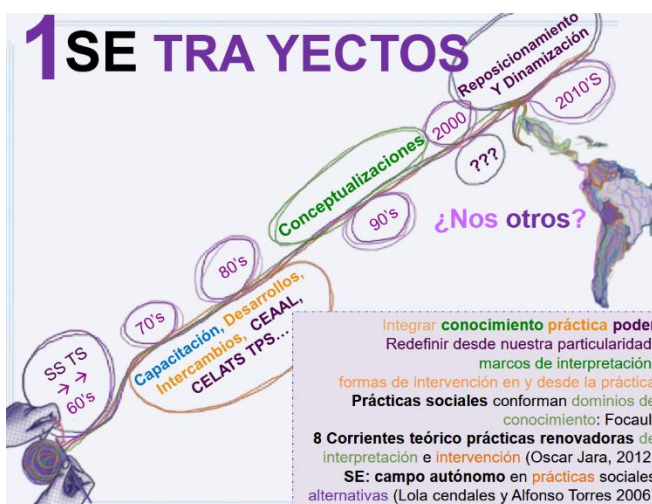 1 SE TRA YECTOS
Reposicionamiento
Y Dinamización
2010'S
2000
???
Conceptualizaciones
90's
¿Nos otros?
80's
70's
Capacitación, Desarrollos,
Intercambios, CEAAL,
CELATS TPS...
SS TS
→ →
60's
Integrar conocimiento práctica poder
Redefinir desde nuestra particularidad
marcos de interpretación
formas de intervención en y desde la práctica
Prácticas sociales conforman dominios de
conocimiento: Focaul
8 Corrientes teórico prácticas renovadoras de
interpretación e intervención (Oscar Jara, 2012
SE: campo autónomo en prácticas sociales
alternativas (Lola cendales y Alfonso Torres 2006